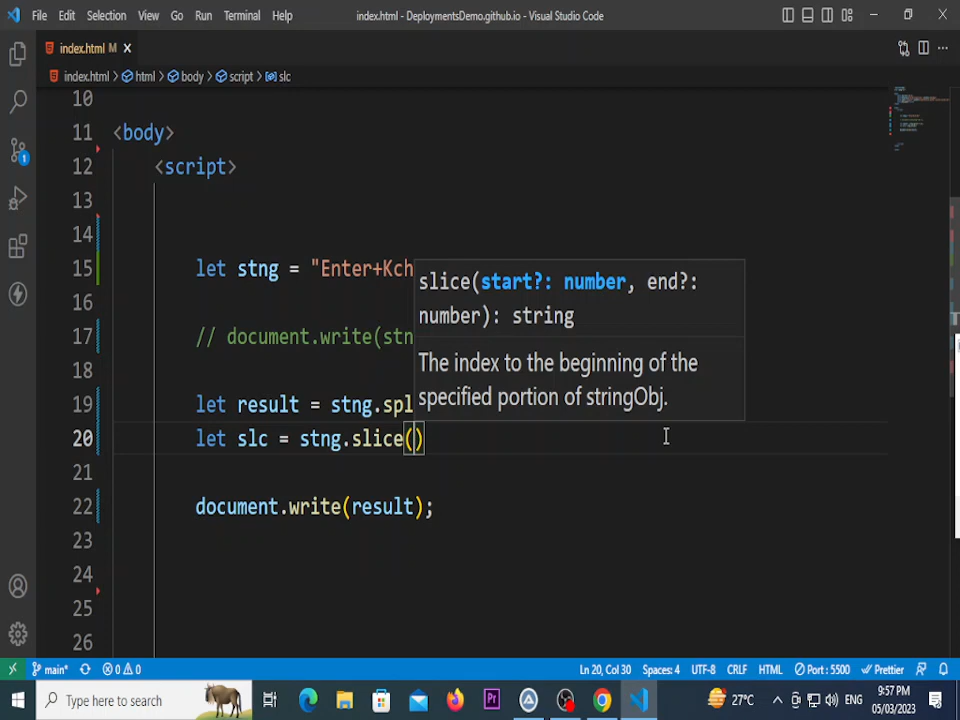 File Edit Selection View Go Run Terminal Help index.html - DeploymentsDemo.github.io - Visual Studio Code
index.html M
index.html > html > body > script > slc
10
11 <body>
12 <script>
13
14
15 let stng = "Enter+Kch
16
17 // document.write(stn
18
19 let result = stng.spl
20 let slc = stng.slice()
21
22 document.write(result);
23
24
25
26
slice(start?: number, end?:
number): string
The index to the beginning of the
specified portion of stringObj.
1
main* 0 0 Ln 20, Col 30 Spaces: 4 UTF-8 CRLF HTML Port : 5500 Prettier
Type here to search Pr 27°C ENG 9:57 PM
05/03/2023